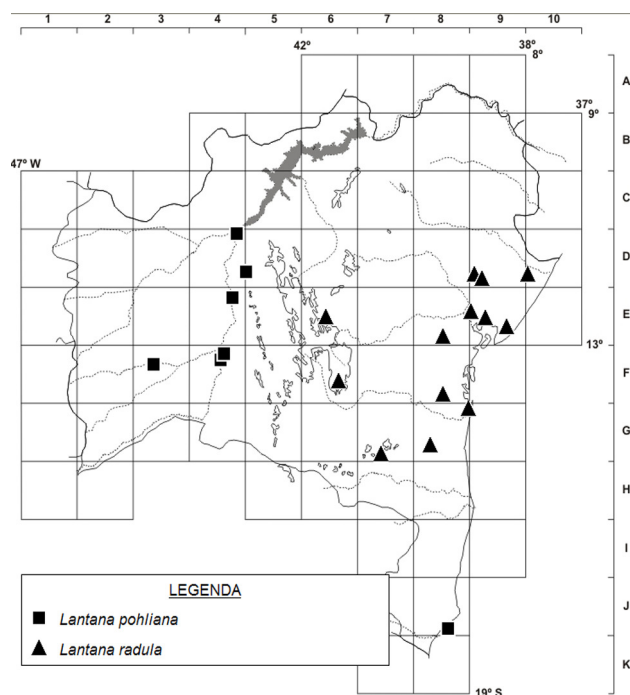 1 2 3 4 5 6 7 8 9 10
42º 38º
8º
A
37º
9º
B
47º W
C
D
E
13º
F
G
H
I
LEGENDA
Lantana pohliana
J
Lantana radula
K
19º S